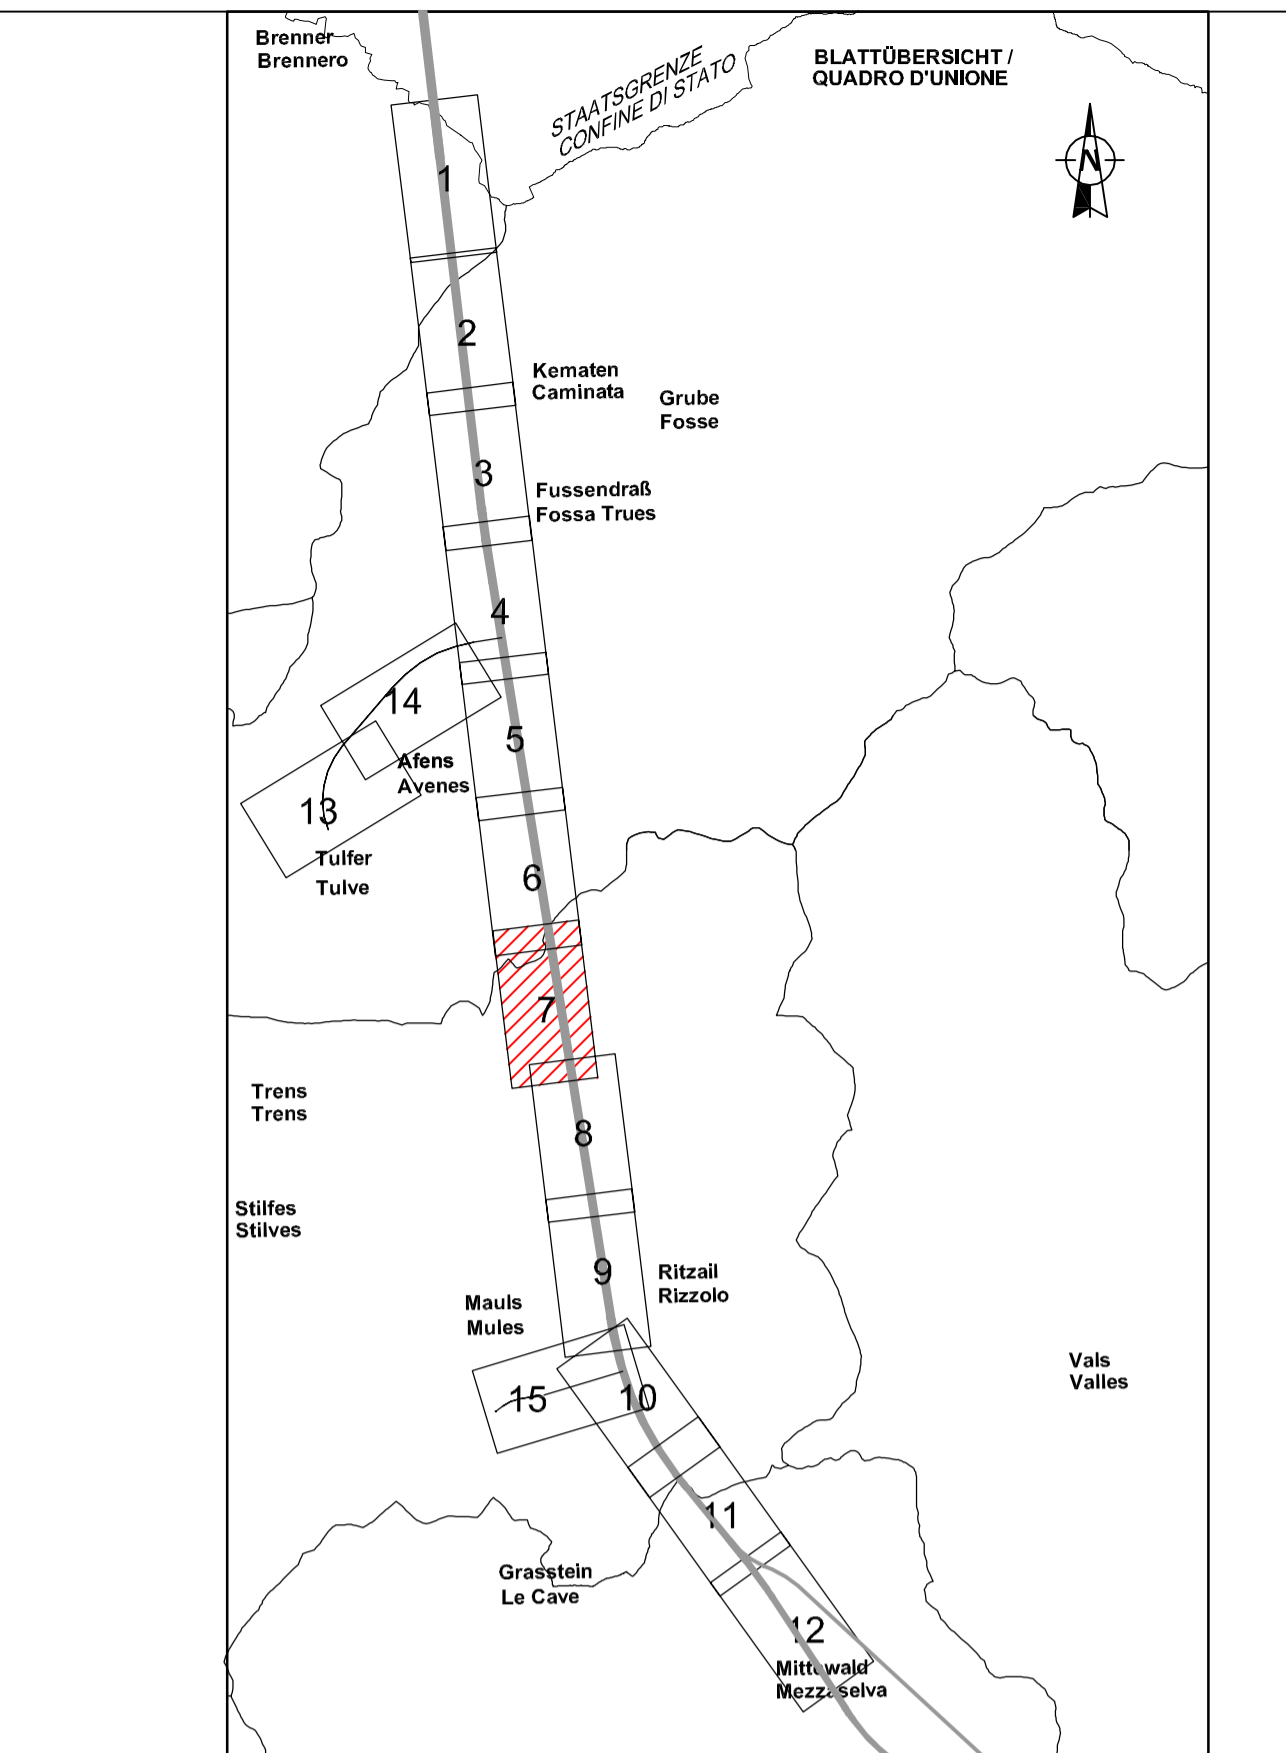 Brenner
Brennero
STAATSGRENZE
CONFINE DI STATO
BLATTÜBERSICHT /
QUADRO D'UNIONE
N
1
2
Kematen
Caminata
Grube
Fosse
3
Fussendraß
Fossa Trues
4
14
5
Afens
Avenes
13
Tulfer
Tulve
6
7
Trens
Trens
8
Stilfes
Stilves
9
Ritzail
Rizzolo
Mauls
Mules
Vals
Valles
15
10
11
Grasstein
Le Cave
12
Mittewald
Mezzaselva